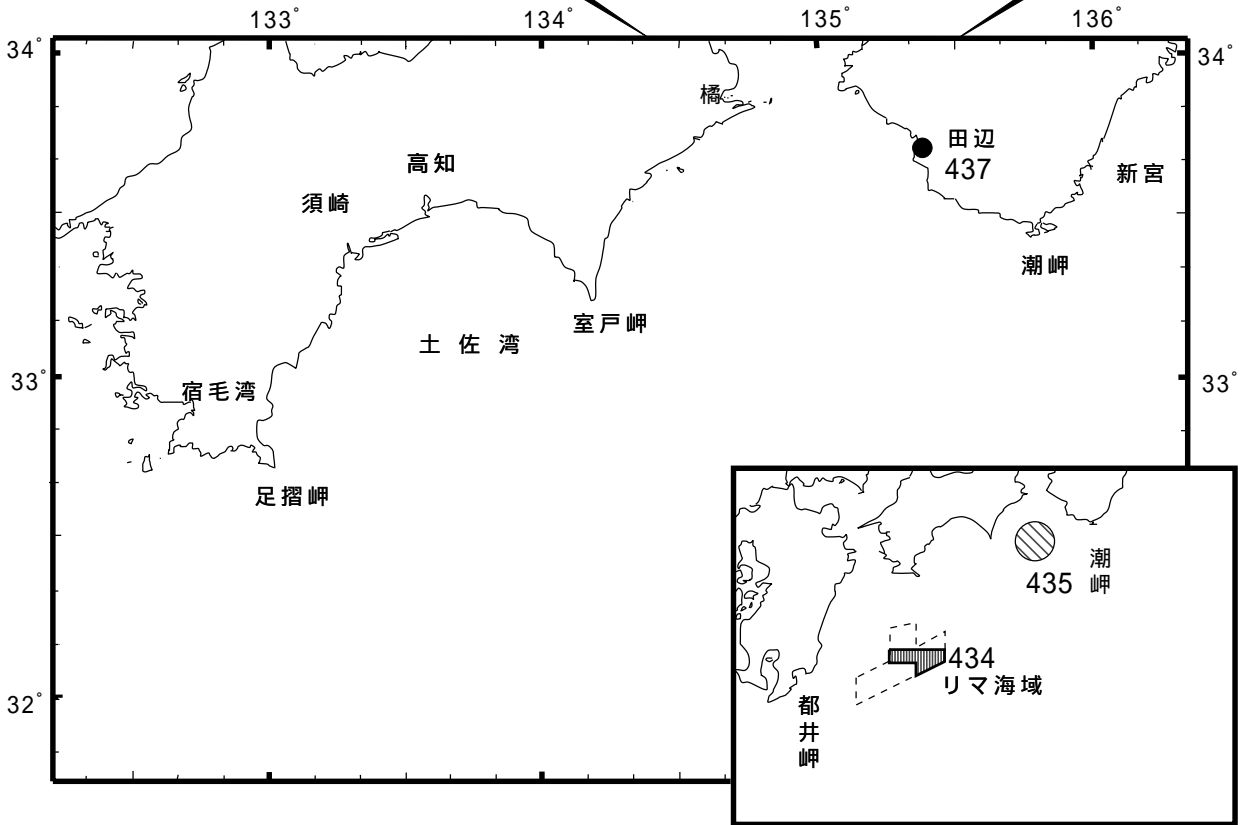 133°
134°
135°
136°
34°
34°
橘
田辺
437
高知
新宮
須崎
潮岬
室戸岬
土佐湾
33°
33°
宿毛湾
足摺岬
潮岬
435
434
リマ海域
32°
都井岬